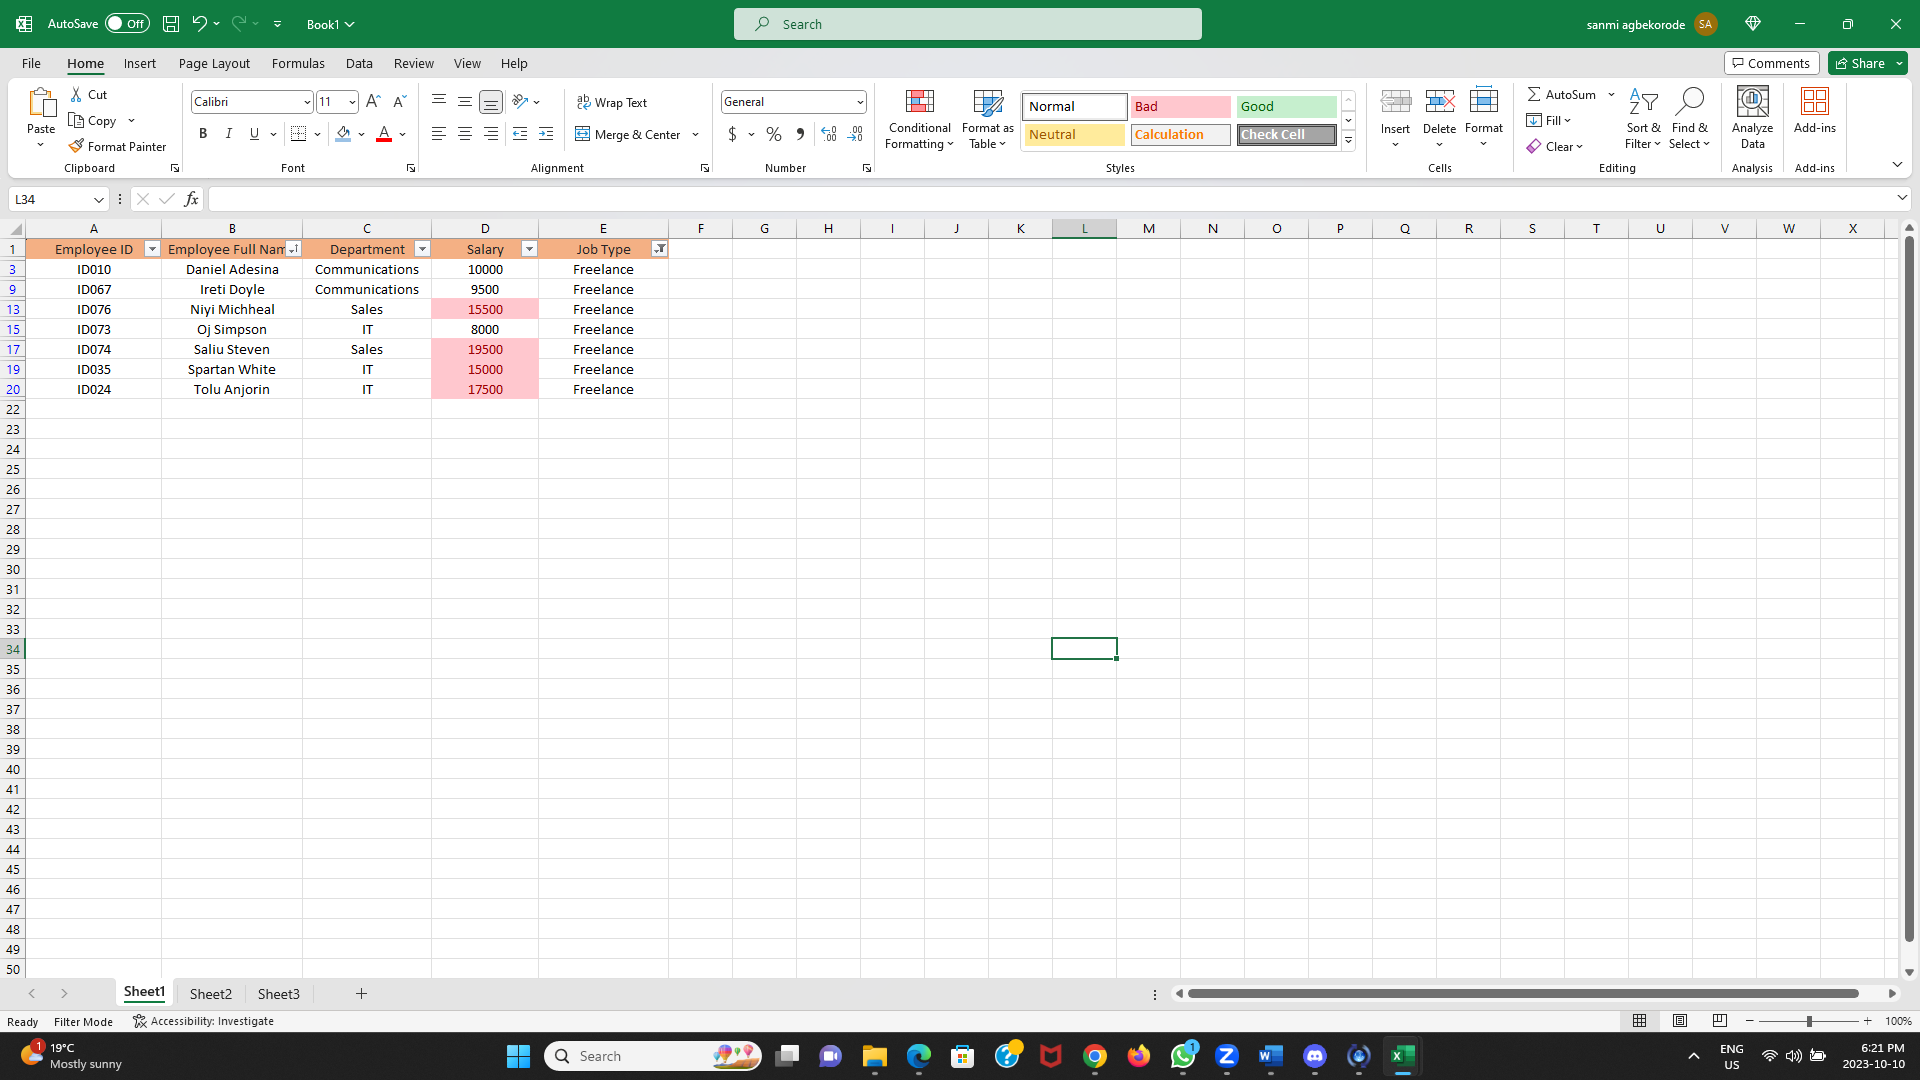 AutoSave Off Book1 Search sanmi agbekorode SA
File Home Insert Page Layout Formulas Data Review View Help Comments Share
Cut Calibri 11 Wrap Text General Normal Bad Good AutoSum
Paste Copy Conditional Formatting Format as Table Insert Delete Format Fill Sort & Filter Find & Select Analyze Data Add-ins
Format Painter B I U Merge & Center $ % Neutral Calculation Check Cell Clear
Clipboard Font Alignment Number Styles Cells Editing Analysis Add-ins
L34 fx
A B C D E F G H I J K L M N O P Q R S T U V W X
1 Employee ID Employee Full Nam Department Salary Job Type
3 ID010 Daniel Adesina Communications 10000 Freelance
9 ID067 Ireti Doyle Communications 9500 Freelance
13 ID076 Niyi Michheal Sales 15500 Freelance
15 ID073 Oj Simpson IT 8000 Freelance
17 ID074 Saliu Steven Sales 19500 Freelance
19 ID035 Spartan White IT 15000 Freelance
20 ID024 Tolu Anjorin IT 17500 Freelance
22
23
24
25
26
27
28
29
30
31
32
33
34
35
36
37
38
39
40
41
42
43
44
45
46
47
48
49
50
Sheet1 Sheet2 Sheet3
Ready Filter Mode Accessibility: Investigate 100%
1 19°C Search 1 ENG 6:21 PM
Mostly sunny US 2023-10-10